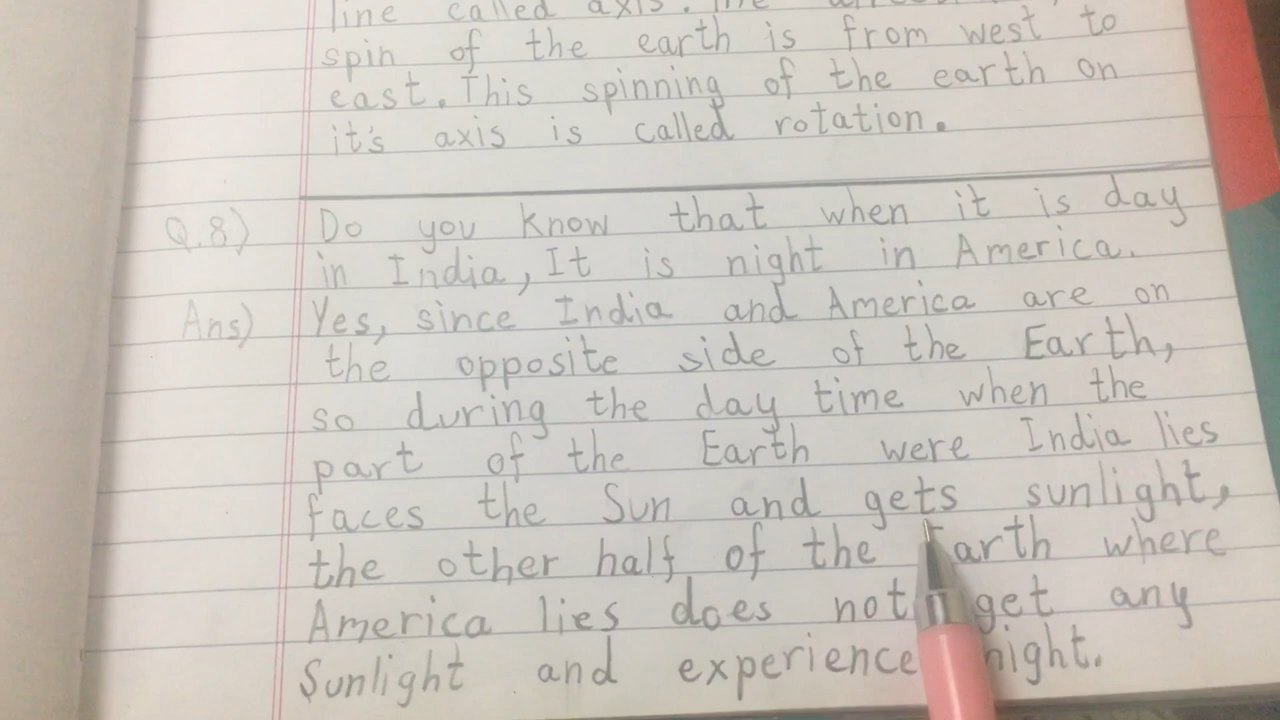 line called axis. The
spin of the earth is from west to
east. This spinning of the earth on
it's axis is called rotation.
Q.8) Do you know that when it is day
in India, It is night in America.
Ans) Yes, since India and America are on
the opposite side of the Earth,
so during the day time when the
part of the Earth were India lies
faces the Sun and gets sunlight,
the other half of the Earth where
America lies does not get any
Sunlight and experience night.